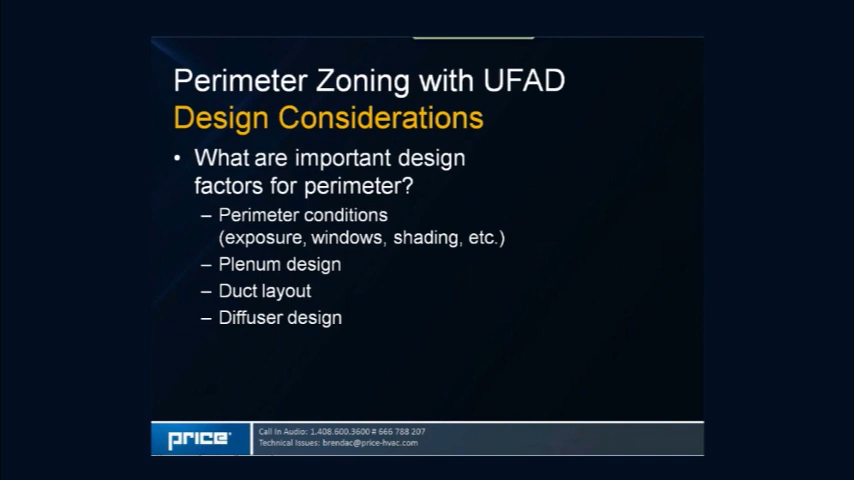 Perimeter Zoning with UFAD
Design Considerations
• What are important design
factors for perimeter?
– Perimeter conditions
(exposure, windows, shading, etc.)
– Plenum design
– Duct layout
– Diffuser design
PRICE®
Call In Audio: 1.408.600.3600 # 666 788 207
Technical Issues: brendac@price-hvac.com